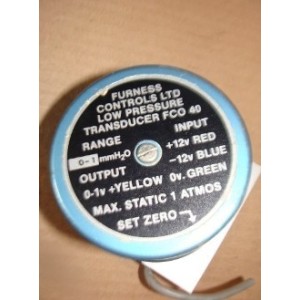 FURNESS
CONTROLS LTD
LOW PRESSURE
TRANSDUCER FCO 40
RANGE INPUT
0-1 mmH₂O +12v RED
-12v BLUE
OUTPUT
0-1v +YELLOW 0v. GREEN
MAX. STATIC 1 ATMOS
SET ZERO